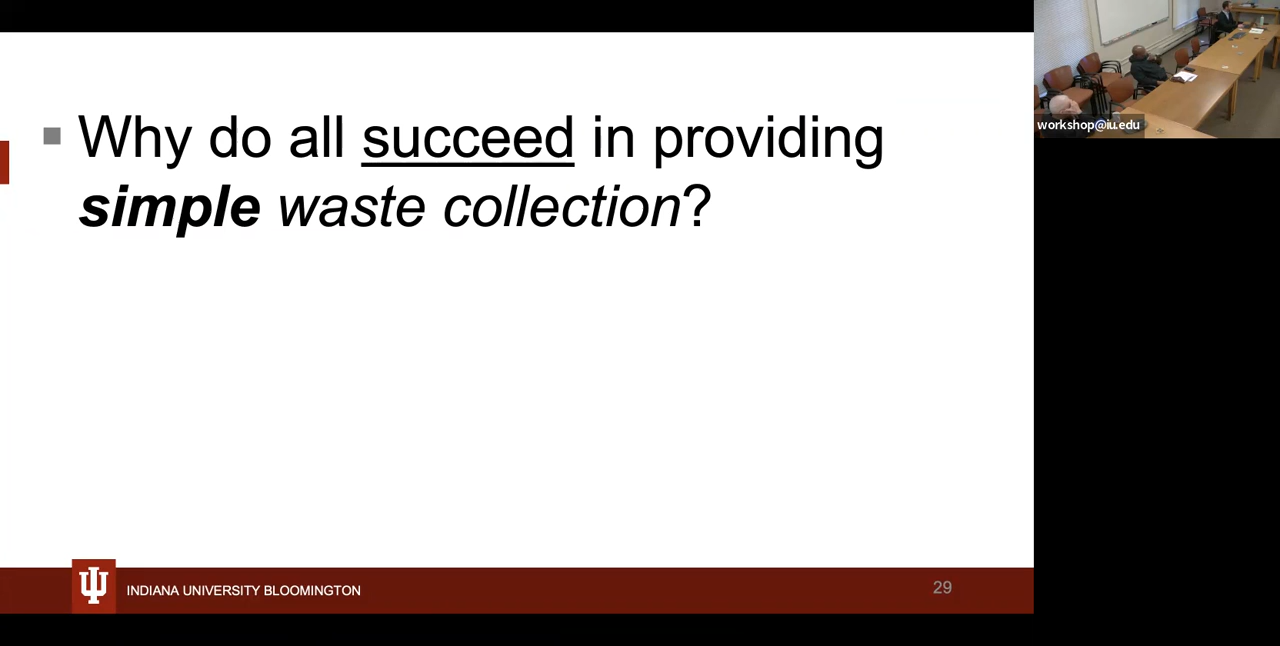 Why do all succeed in providing
simple waste collection?
workshop@iu.edu
INDIANA UNIVERSITY BLOOMINGTON
29